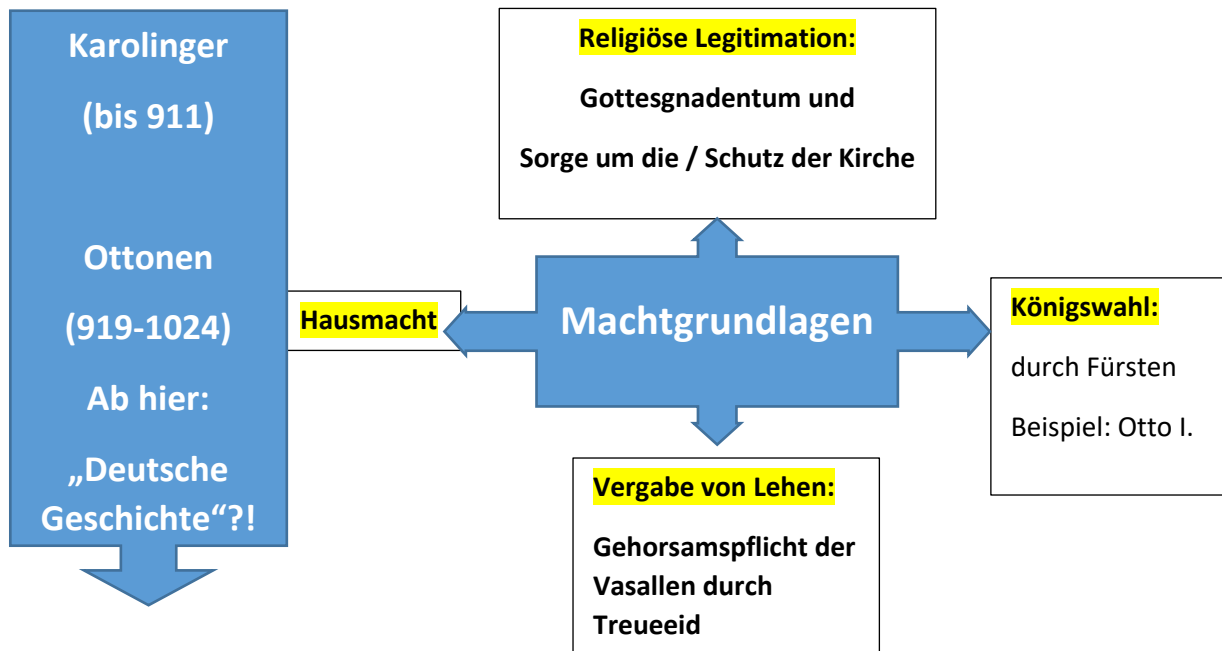 Karolinger
(bis 911)
Ottonen
(919-1024)
Ab hier:
„Deutsche
Geschichte“?!
Religiöse Legitimation:
Gottesgnadentum und
Sorge um die / Schutz der Kirche
Hausmacht
Machtgrundlagen
Königswahl:
durch Fürsten
Beispiel: Otto I.
Vergabe von Lehen:
Gehorsamspflicht der
Vasallen durch
Treueeid